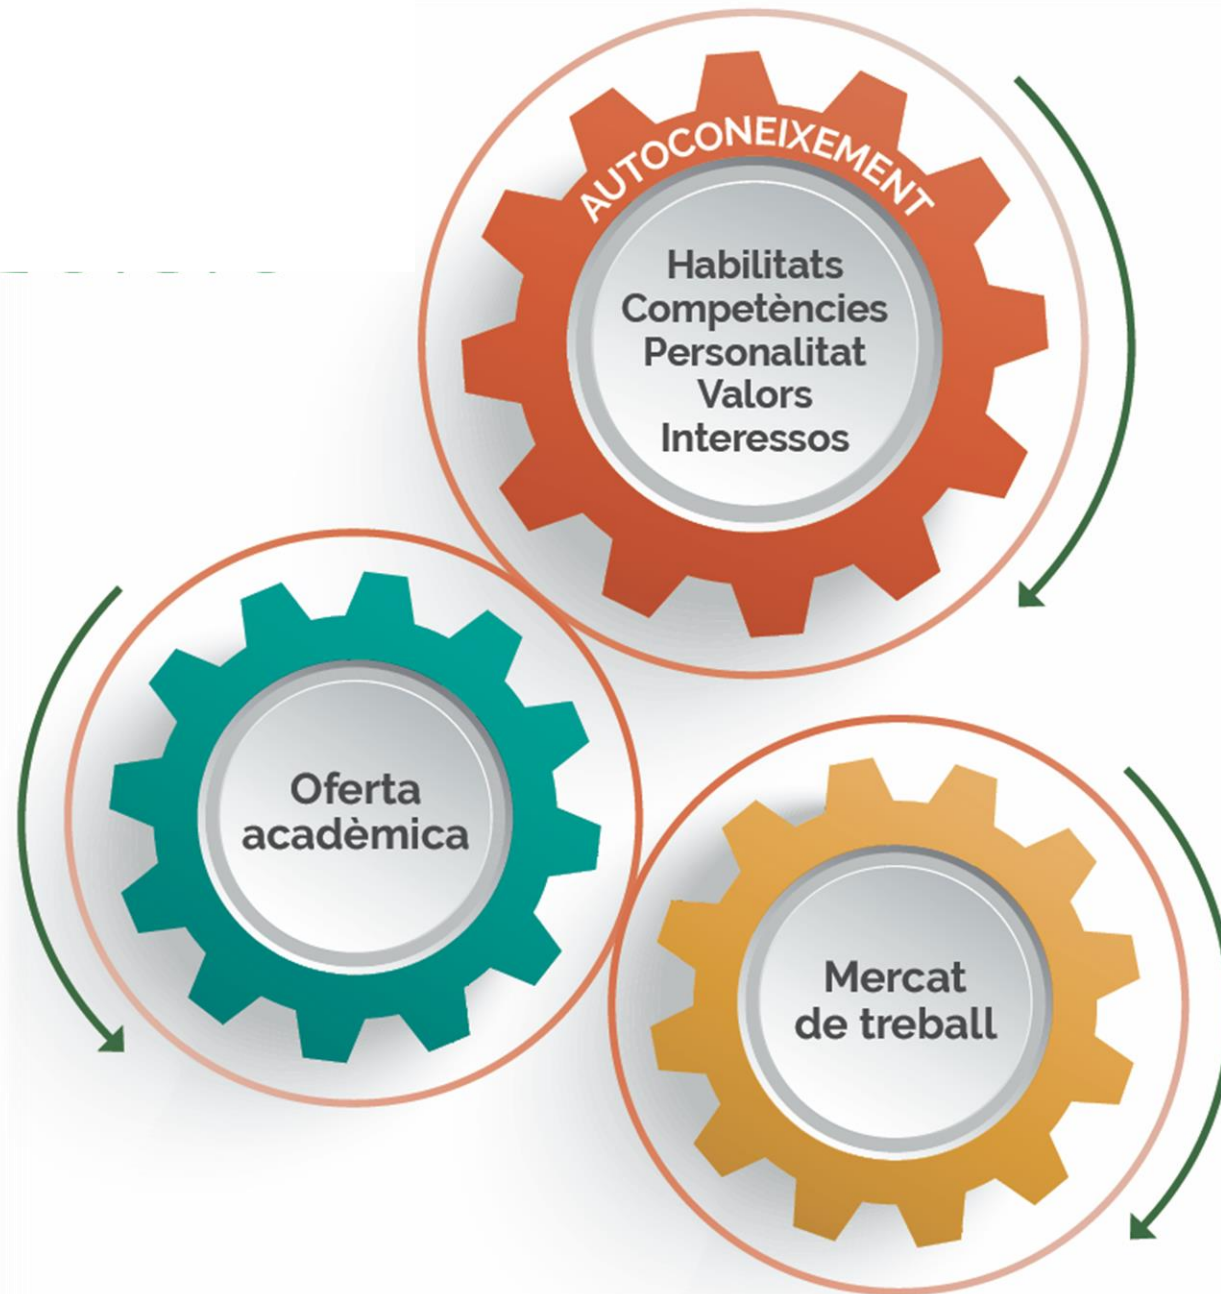 AUTOCONEIXEMENT
Habilitats
Competències
Personalitat
Valors
Interessos
Oferta
acadèmica
Mercat
de treball